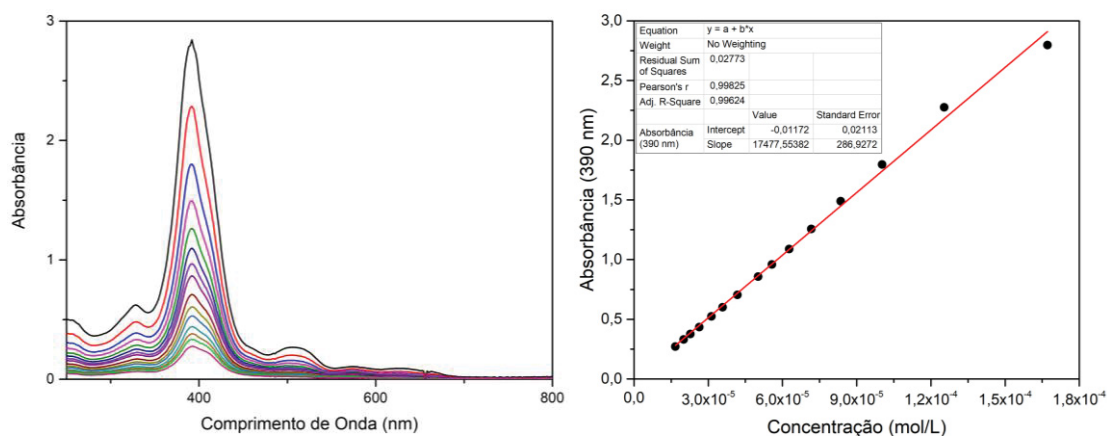 3
2
1
0
Absorbância
400
600
800
Comprimento de Onda (nm)
3,0
2,5
2,0
1,5
1,0
0,5
0,0
Absorbância (390 nm)
Equation y = a + b*x
Weight No Weighting
Residual Sum of Squares 0,02773
Pearson's r 0,99825
Adj. R-Square 0,99624
Value Standard Error
Absorbância (390 nm) Intercept -0,01172 0,02113
Slope 17477,55382 286,9272
0,0
3,0x10⁻⁵
6,0x10⁻⁵
9,0x10⁻⁵
1,2x10⁻⁴
1,5x10⁻⁴
1,8x10⁻⁴
Concentração (mol/L)